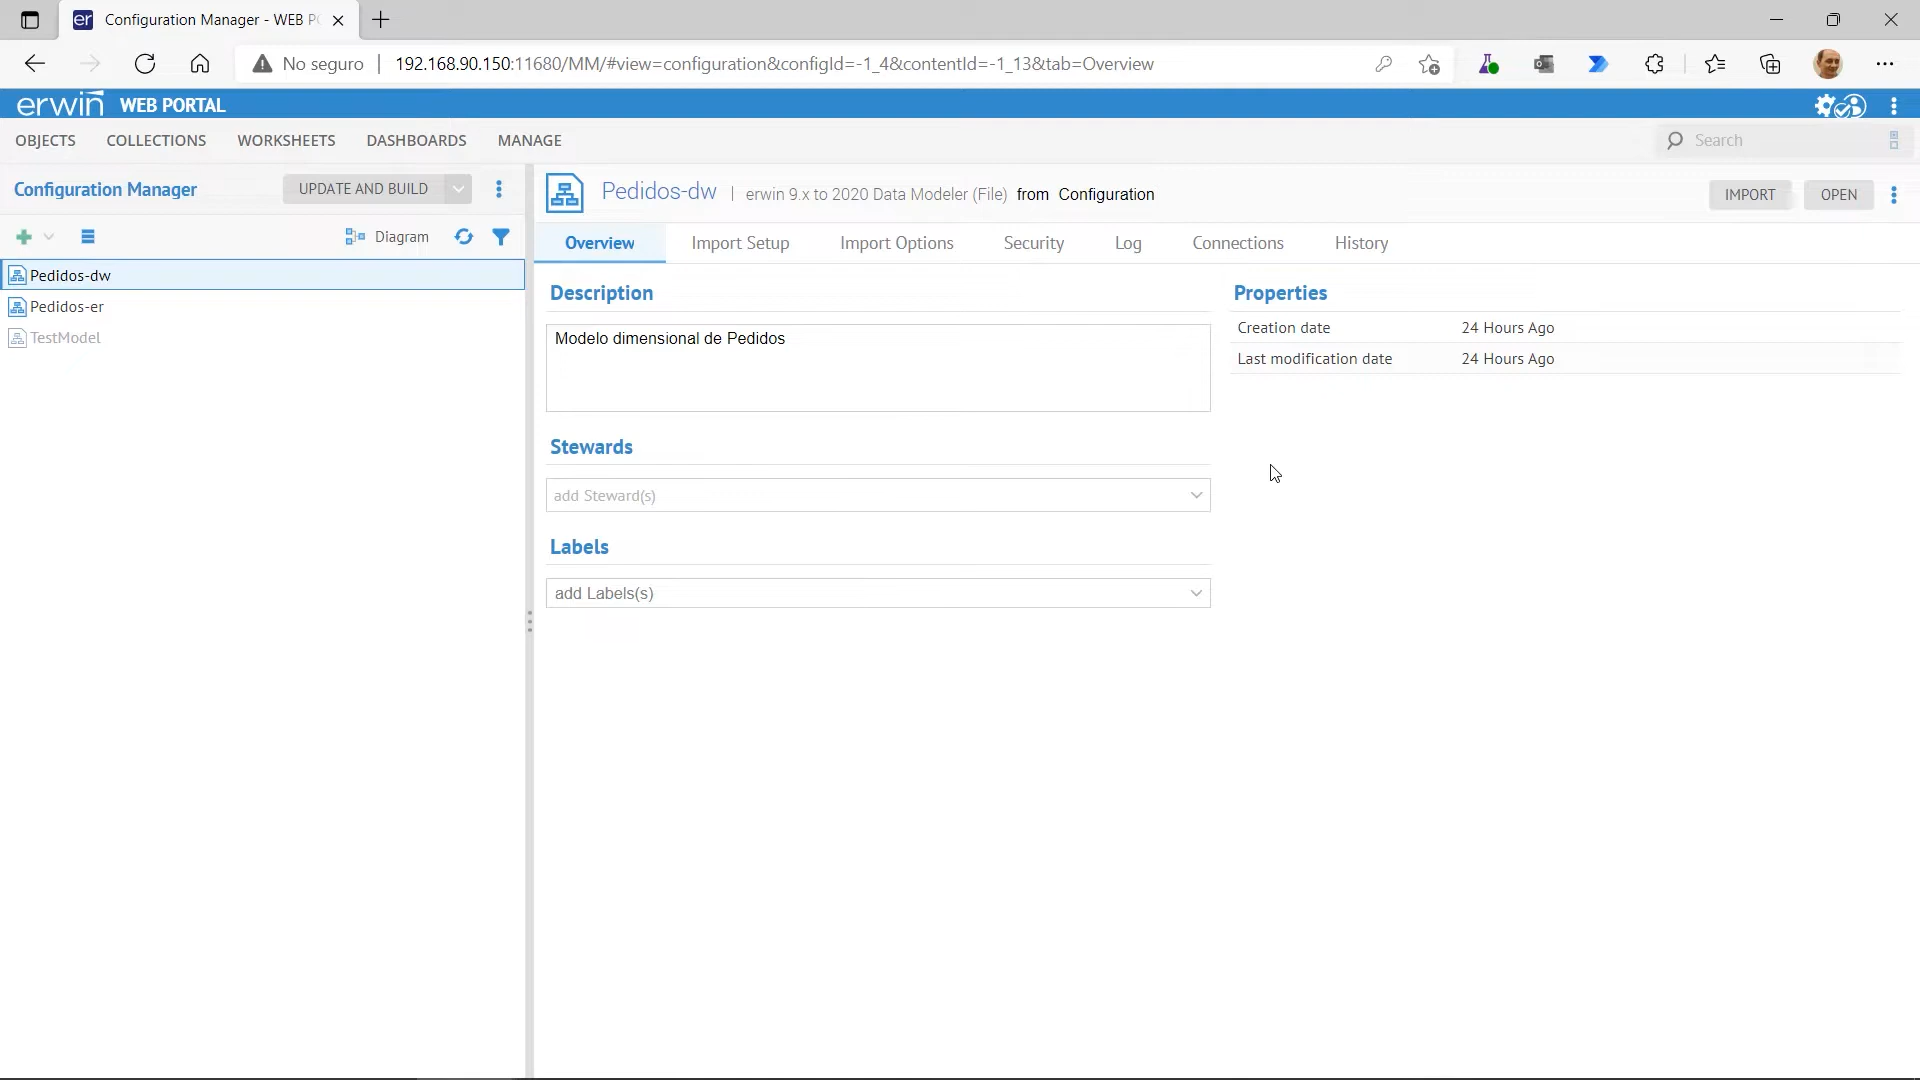 Configuration Manager - WEB P
No seguro
192.168.90.150:11680/MM/#view=configuration&configId=-1_4&contentId=-1_13&tab=Overview
erwin WEB PORTAL
OBJECTS COLLECTIONS WORKSHEETS DASHBOARDS MANAGE
Search
Configuration Manager
UPDATE AND BUILD
Diagram
Pedidos-dw
Pedidos-er
TestModel
Pedidos-dw | erwin 9.x to 2020 Data Modeler (File) from Configuration
IMPORT OPEN
Overview Import Setup Import Options Security Log Connections History
Description
Modelo dimensional de Pedidos
Stewards
add Steward(s)
Labels
add Labels(s)
Properties
Creation date 24 Hours Ago
Last modification date 24 Hours Ago